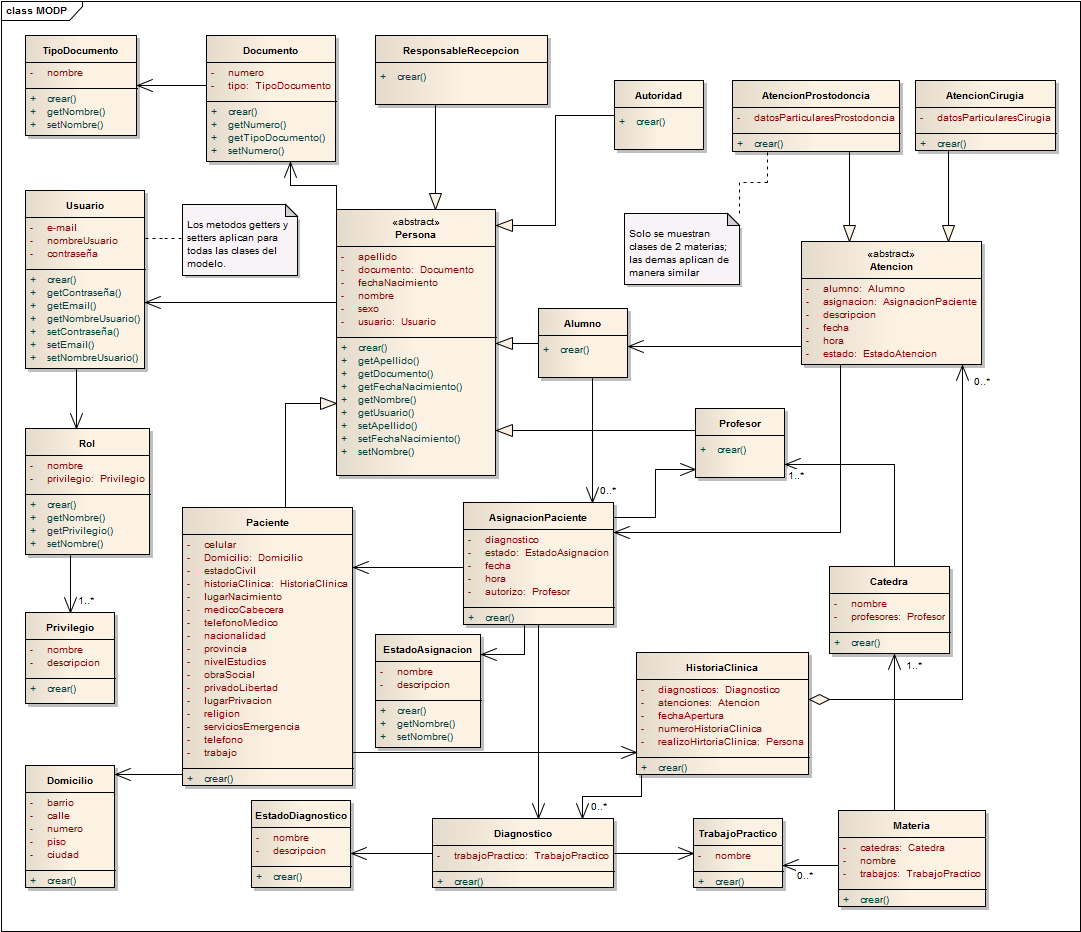 class MODP
TipoDocumento
- nombre
+ crear()
+ getNombre()
+ setNombre()
Documento
- numero
- tipo: TipoDocumento
+ crear()
+ getNumero()
+ getTipoDocumento()
+ setNumero()
ResponsableRecepcion
+ crear()
Autoridad
+ crear()
AtencionProstodoncia
- datosParticularesProstodoncia
+ crear()
AtencionCirugia
- datosParticularesCirugia
+ crear()
Usuario
- e-mail
- nombreUsuario
- contraseña
+ crear()
+ getContraseña()
+ getEmail()
+ getNombreUsuario()
+ setContraseña()
+ setEmail()
+ setNombreUsuario()
Los metodos getters y
setters aplican para
todas las clases del
modelo.
«abstract»
Persona
- apellido
- documento: Documento
- fechaNacimiento
- nombre
- sexo
- usuario: Usuario
+ crear()
+ getApellido()
+ getDocumento()
+ getFechaNacimiento()
+ getNombre()
+ getUsuario()
+ setApellido()
+ setFechaNacimiento()
+ setNombre()
Solo se muestran
clases de 2 materias;
las demas aplican de
manera similar
«abstract»
Atencion
- alumno: Alumno
- asignacion: AsignacionPaciente
- descripcion
- fecha
- hora
- estado: EstadoAtencion
0..*
Alumno
+ crear()
Profesor
+ crear()
1..*
Rol
- nombre
- privilegio: Privilegio
+ crear()
+ getNombre()
+ getPrivilegio()
+ setNombre()
1..*
Paciente
- celular
- Domicilio: Domicilio
- estadoCivil
- historiaClinica: HistoriaClinica
- lugarNacimiento
- medicoCabecera
- telefonoMedico
- nacionalidad
- provincia
- nivelEstudios
- obraSocial
- privadoLibertad
- lugarPrivacion
- religion
- serviciosEmergencia
- telefono
- trabajo
+ crear()
0..*
AsignacionPaciente
- diagnostico
- estado: EstadoAsignacion
- fecha
- hora
- autorizo: Profesor
+ crear()
Catedra
- nombre
- profesores: Profesor
+ crear()
1..*
Privilegio
- nombre
- descripcion
+ crear()
EstadoAsignacion
- nombre
- descripcion
+ crear()
+ getNombre()
+ setNombre()
HistoriaClinica
- diagnosticos: Diagnostico
- atenciones: Atencion
- fechaApertura
- numeroHistoriaClinica
- realizoHirtoriaClinica: Persona
+ crear()
0..*
Domicilio
- barrio
- calle
- numero
- piso
- ciudad
+ crear()
EstadoDiagnostico
- nombre
- descripcion
+ crear()
Diagnostico
- trabajoPractico: TrabajoPractico
+ crear()
TrabajoPractico
- nombre
+ crear()
0..*
Materia
- catedras: Catedra
- nombre
- trabajos: TrabajoPractico
+ crear()